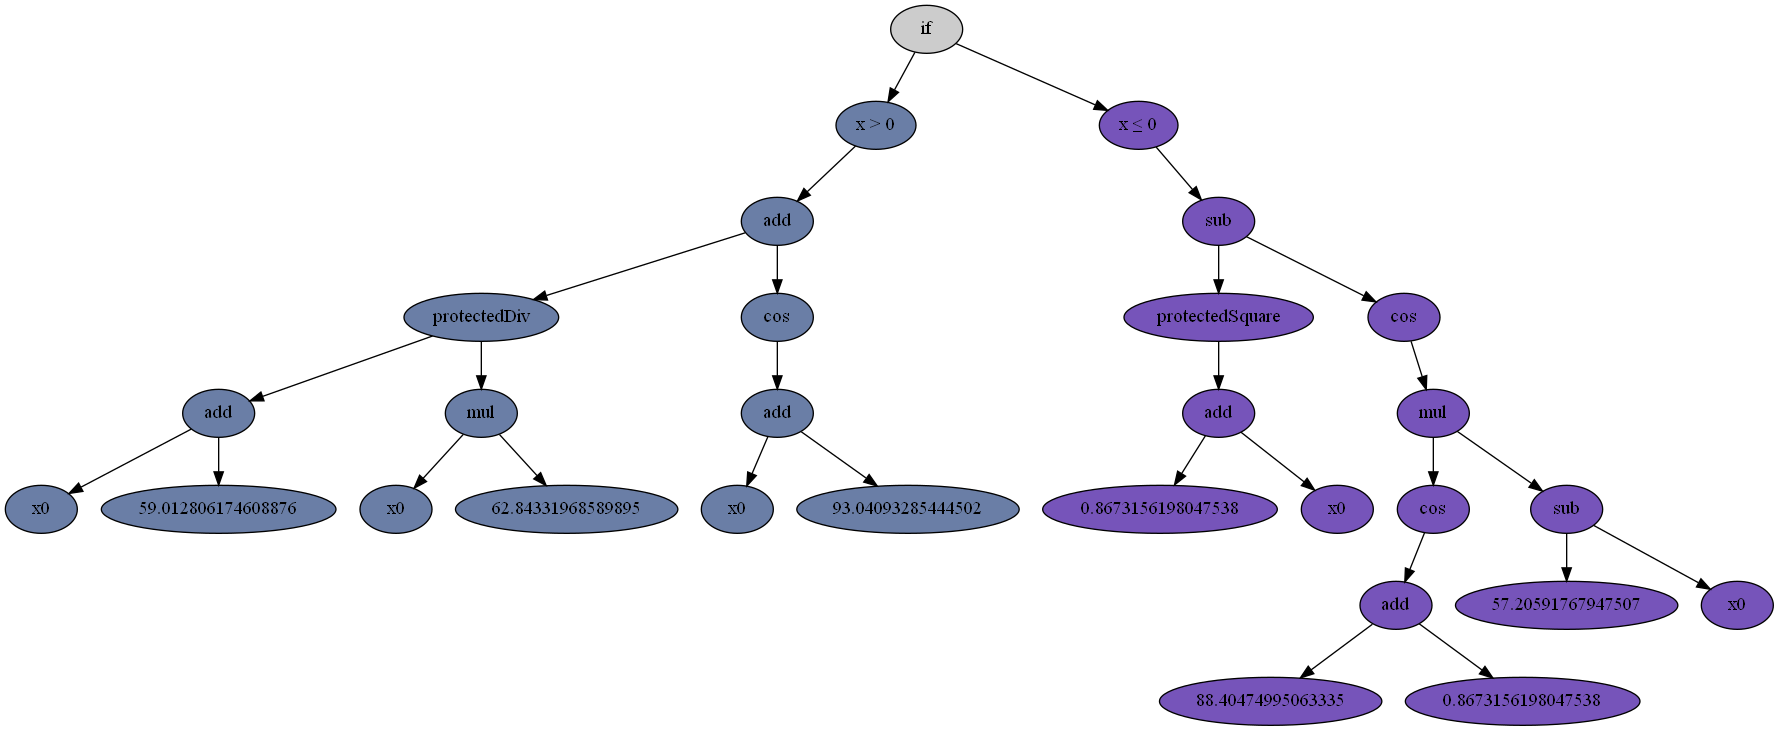 if
x > 0
x ≤ 0
add
sub
protectedDiv
cos
protectedSquare
cos
add
mul
add
add
mul
x0
59.012806174608876
x0
62.84331968589895
x0
93.04093285444502
0.8673156198047538
x0
cos
sub
add
57.20591767947507
x0
88.40474995063335
0.8673156198047538